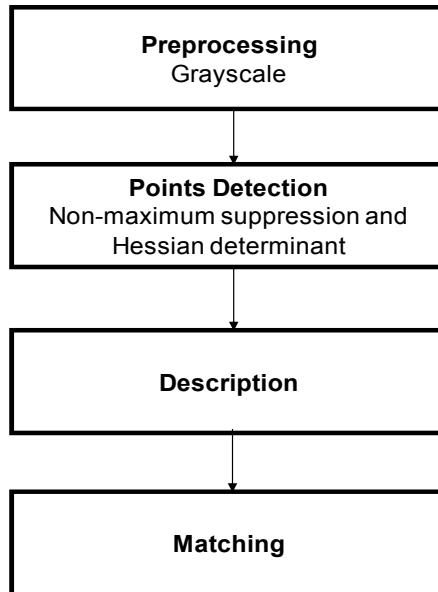 Preprocessing
Grayscale
Points Detection
Non-maximum suppression and
Hessian determinant
Description
Matching